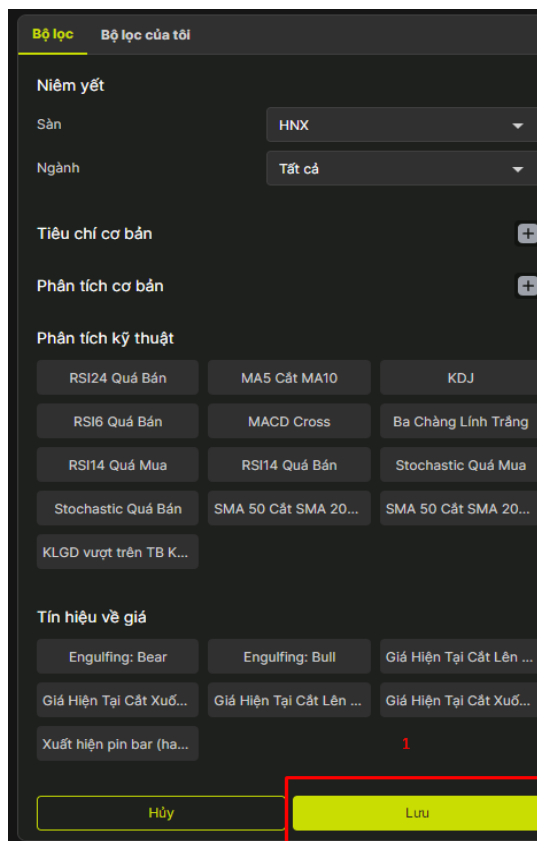 Bộ lọc Bộ lọc của tôi
Niêm yết
Sàn HNX
Ngành Tất cả
Tiêu chí cơ bản
Phân tích cơ bản
Phân tích kỹ thuật
RSI24 Quá Bán MA5 Cắt MA10 KDJ
RSI6 Quá Bán MACD Cross Ba Chàng Lính Trắng
RSI14 Quá Mua RSI14 Quá Bán Stochastic Quá Mua
Stochastic Quá Bán SMA 50 Cắt SMA 20... SMA 50 Cắt SMA 20...
KLGD vượt trên TB K...
Tín hiệu về giá
Engulfing: Bear Engulfing: Bull Giá Hiện Tại Cắt Lên ...
Giá Hiện Tại Cắt Xuố... Giá Hiện Tại Cắt Lên ... Giá Hiện Tại Cắt Xuố...
Xuất hiện pin bar (ha... 1
Hủy Lưu